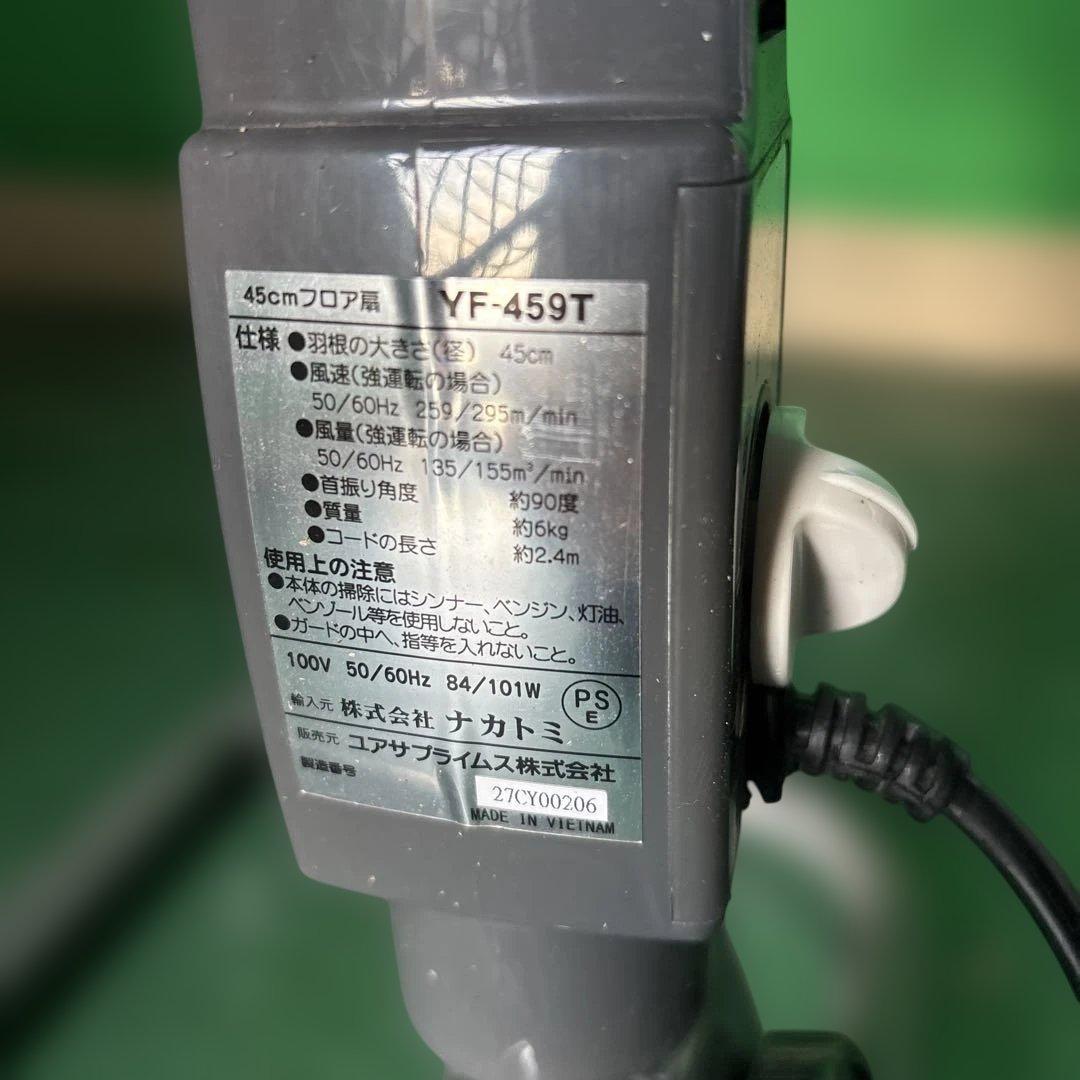 45cmフロア扇 YF-459T
仕様 ●羽根の大きさ(径) 45cm
●風速(強運転の場合)
50/60Hz 259/295m/min
●風量(強運転の場合)
50/60Hz 135/155m³/min
●首振り角度 約90度
●質量 約6kg
●コードの長さ 約2.4m
使用上の注意
●本体の掃除にはシンナー、ベンジン、灯油、
ベンゾール等を使用しないこと。
●ガードの中へ、指等を入れないこと。
100V 50/60Hz 84/101W PS E
輸入元 株式会社 ナカトミ
販売元 ユアサプライムス株式会社
製造番号 27CY00206
MADE IN VIETNAM